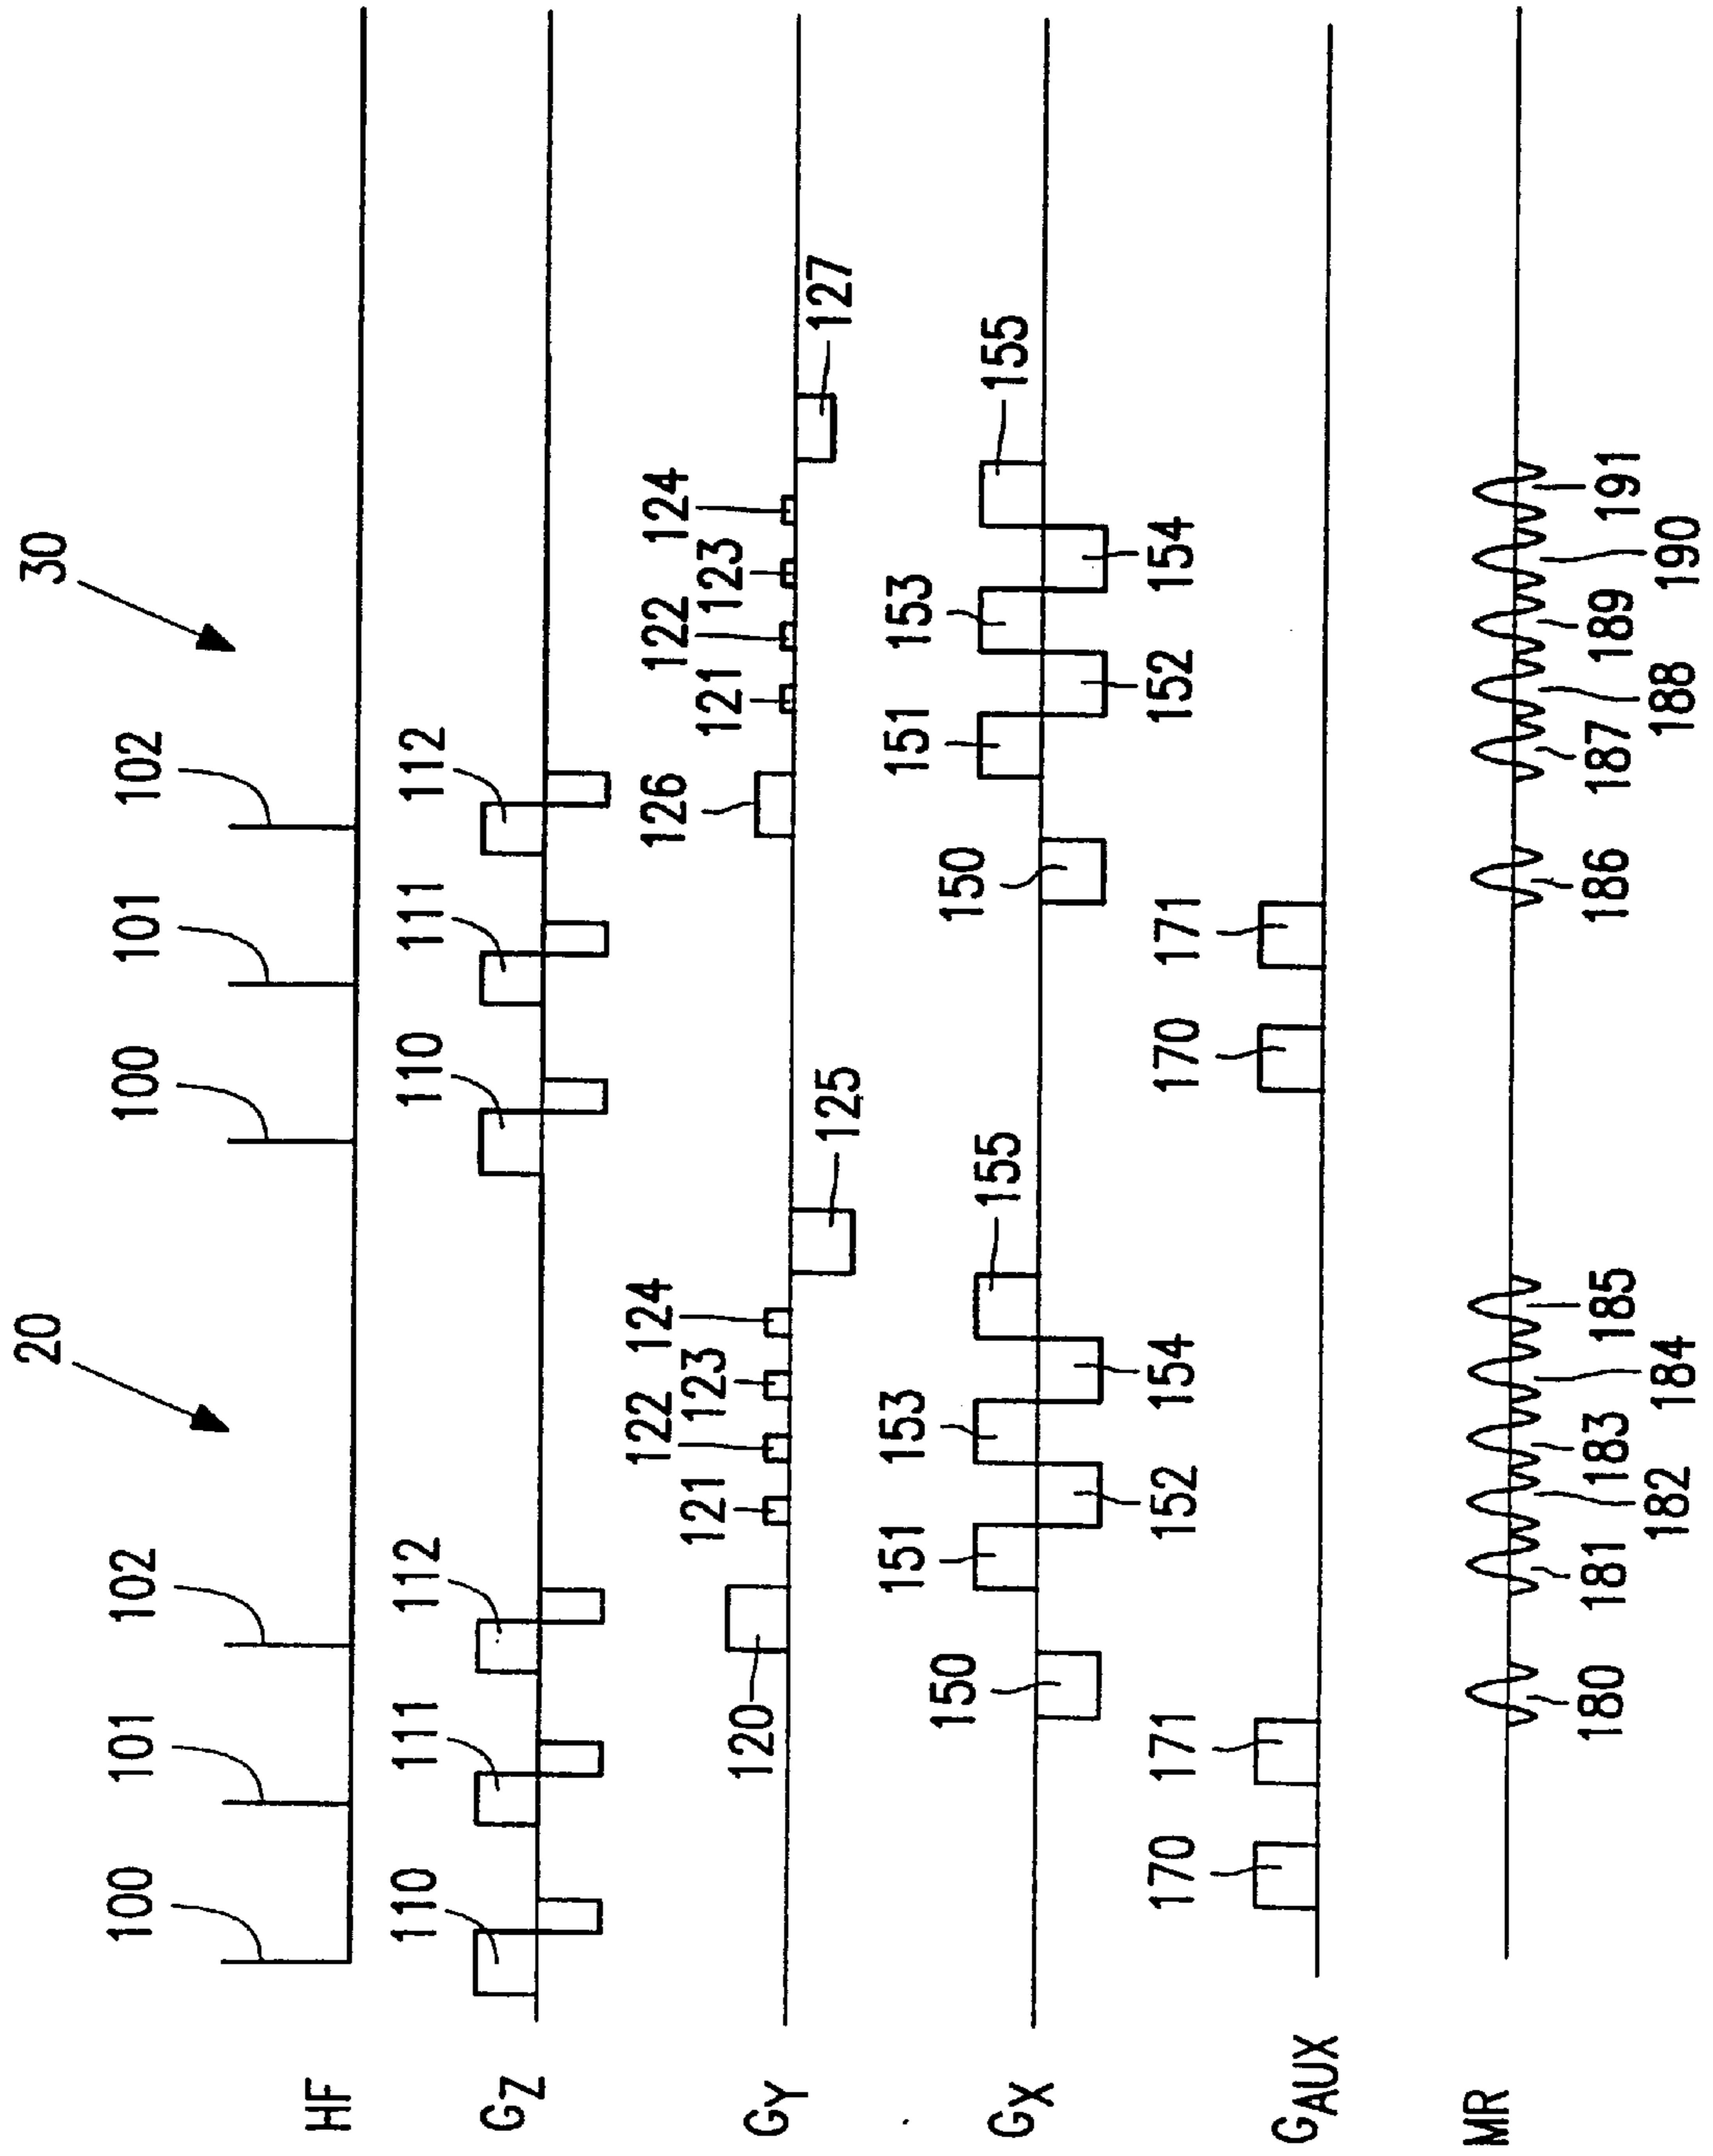 20 30
100 101 102 100 101 102
HF
110 111 112 110 111 112
GZ
122 124 126 122 124
121 123 121 123
120
GY
125 127
151 153 151 153
150 155 150 155
GX
152 154 152 154
170 171 170 171
GAUX
MR
180 181 183 185 186 187 189 191
182 184 188 190